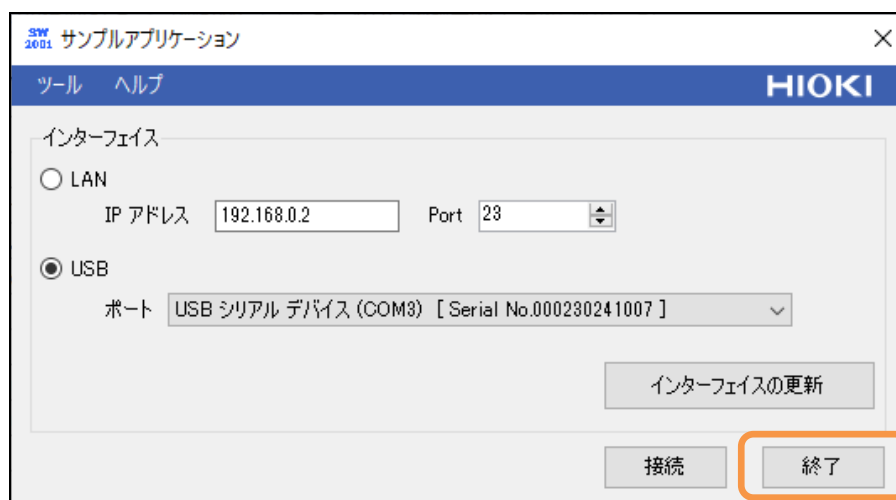 SW
2001 サンプルアプリケーション
ツール ヘルプ HIOKI
インターフェイス
LAN
IP アドレス 192.168.0.2 Port 23
USB
ポート USB シリアル デバイス (COM3) [ Serial No.000230241007 ]
インターフェイスの更新
接続 終了